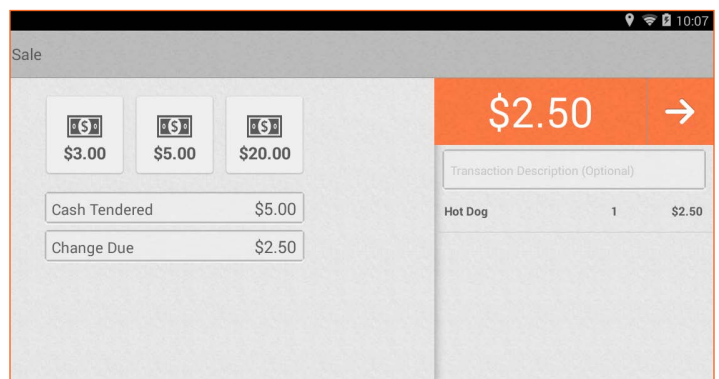 10:07
Sale
$3.00 $5.00 $20.00
Cash Tendered $5.00
Change Due $2.50
$2.50
Transaction Description (Optional)
Hot Dog 1 $2.50